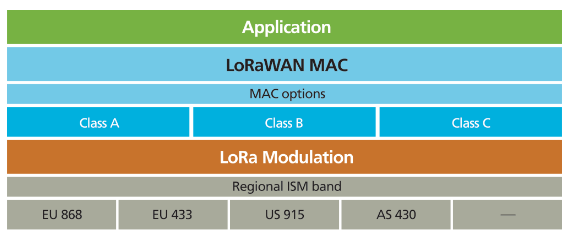 Application
LoRaWAN MAC
MAC options
Class A Class B Class C
LoRa Modulation
Regional ISM band
EU 868 EU 433 US 915 AS 430 —